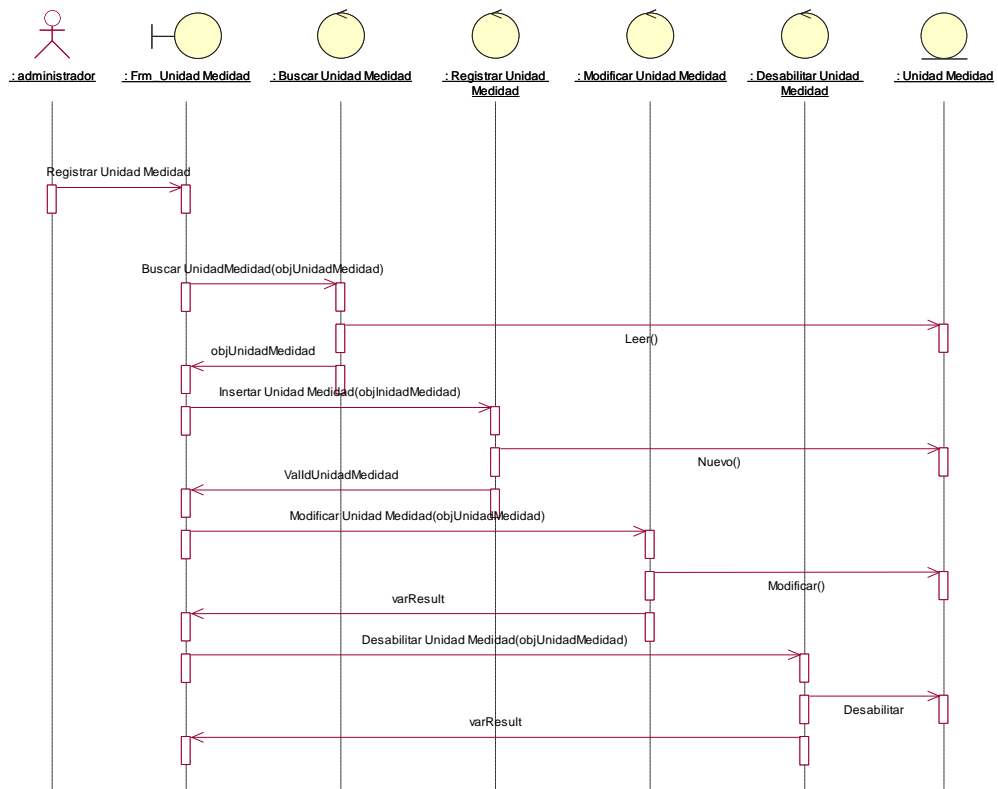 : administrador
: Frm_Unidad Medidad
: Buscar Unidad Medidad
: Registrar Unidad
Medidad
: Modificar Unidad Medidad
: Desabilitar Unidad
Medidad
: Unidad Medidad
Registrar Unidad Medidad
Buscar UnidadMedidad(objUnidadMedidad)
Leer()
objUnidadMedidad
Insertar Unidad Medidad(objInidadMedidad)
Nuevo()
ValIdUnidadMedidad
Modificar Unidad Medidad(objUnidadMedidad)
Modificar()
varResult
Desabilitar Unidad Medidad(objUnidadMedidad)
Desabilitar
varResult